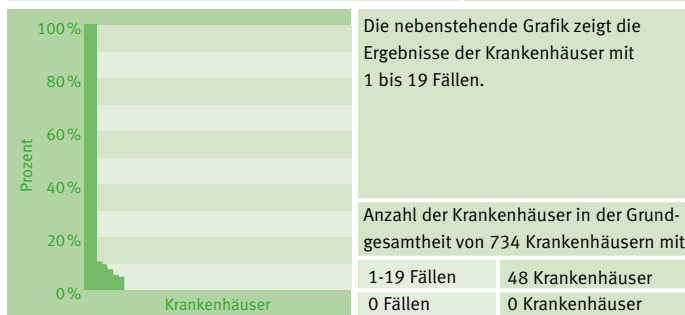 100 %
80 %
60 %
40 %
20 %
0 %
Prozent
Krankenhäuser
Die nebenstehende Grafik zeigt die
Ergebnisse der Krankenhäuser mit
1 bis 19 Fällen.
Anzahl der Krankenhäuser in der Grund-
gesamtheit von 734 Krankenhäusern mit
1-19 Fällen 48 Krankenhäuser
0 Fällen 0 Krankenhäuser